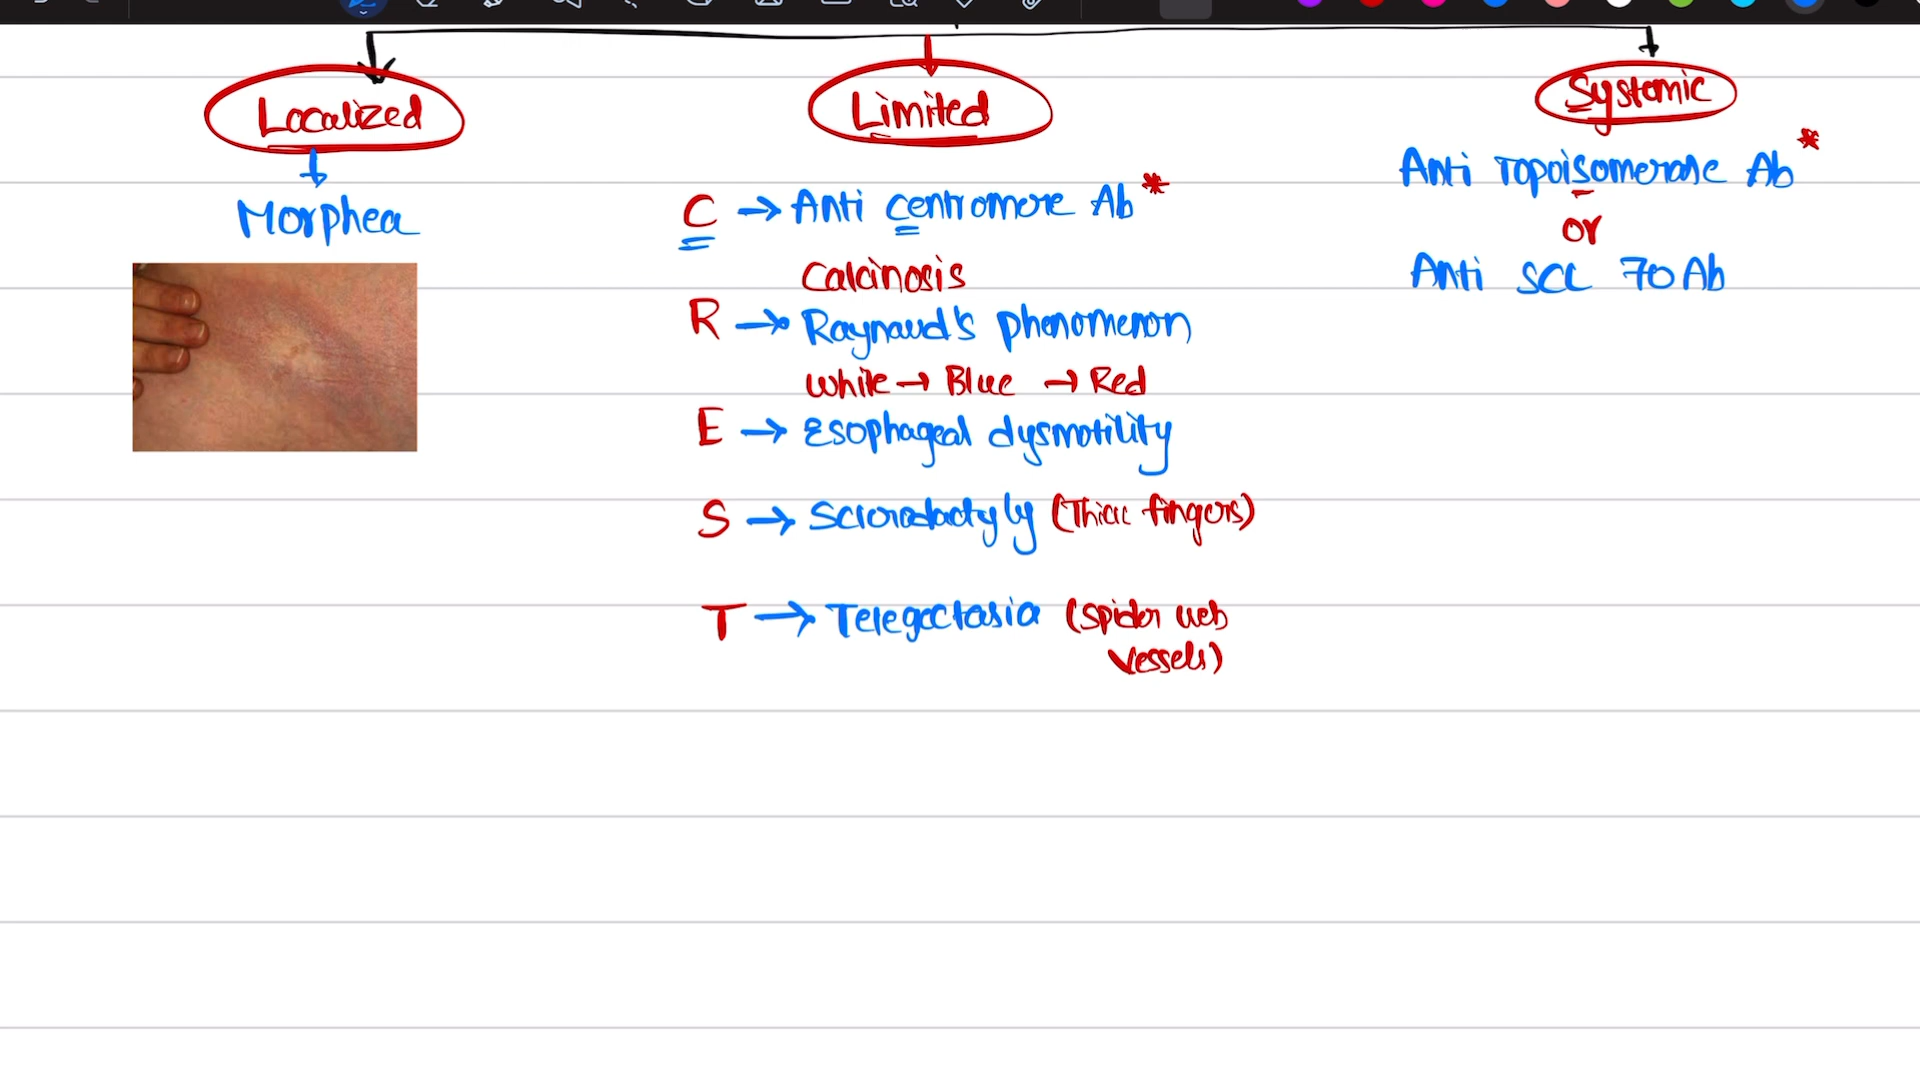 Localized
Morphea
Limited
C → Anti centromere Ab *
Calcinosis
R → Raynaud's phenomenon
White → Blue → Red
E → Esophageal dysmotility
S → Sclorodactyly (Thick fingers)
T → Telegectasia (spider web
vessels)
Systemic
Anti Topoisomerase Ab *
or
Anti SCL 70 Ab